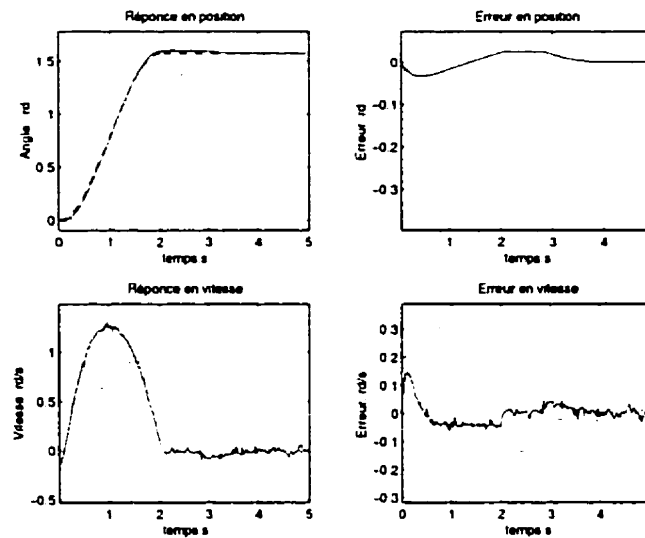 Réponce en position
Erreur en position
1.5
1
0.5
0
Angle rd
0 1 2 3 4 5
temps s
0
-0.1
-0.2
-0.3
Erreur rd
1 2 3 4
temps s
Réponce en vitesse
Erreur en vitesse
1
0.5
0
-0.5
Vitesse rd/s
0 1 2 3 4 5
temps s
0.3
0.2
0.1
0
-0.1
-0.2
-0.3
Erreur rd/s
0 1 2 3 4
temps s